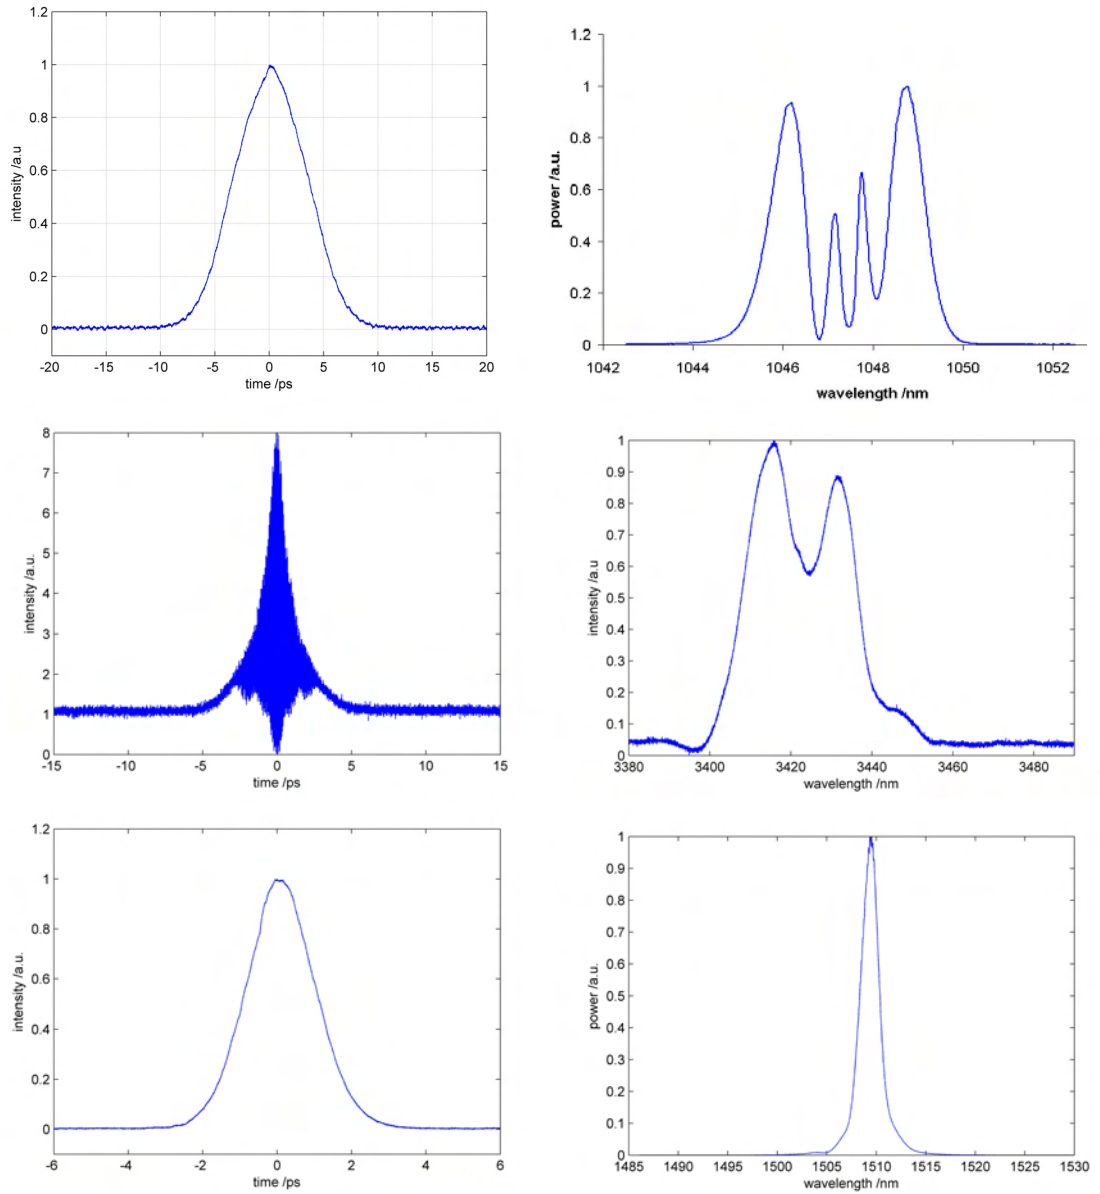 1.2
1
0.8
0.6
0.4
0.2
0
intensity /a.u
-20 -15 -10 -5 0 5 10 15 20
time /ps
1.2
1
0.8
0.6
0.4
0.2
0
power /a.u.
1042 1044 1046 1048 1050 1052
wavelength /nm
8
7
6
5
4
3
2
1
0
intensity /a.u.
-15 -10 -5 0 5 10 15
time /ps
1
0.9
0.8
0.7
0.6
0.5
0.4
0.3
0.2
0.1
0
intensity /a.u
3380 3400 3420 3440 3460 3480
wavelength /nm
1.2
1
0.8
0.6
0.4
0.2
0
intensity /a.u.
-6 -4 -2 0 2 4 6
time /ps
1
0.9
0.8
0.7
0.6
0.5
0.4
0.3
0.2
0.1
0
power /a.u.
1485 1490 1495 1500 1505 1510 1515 1520 1525 1530
wavelength /nm